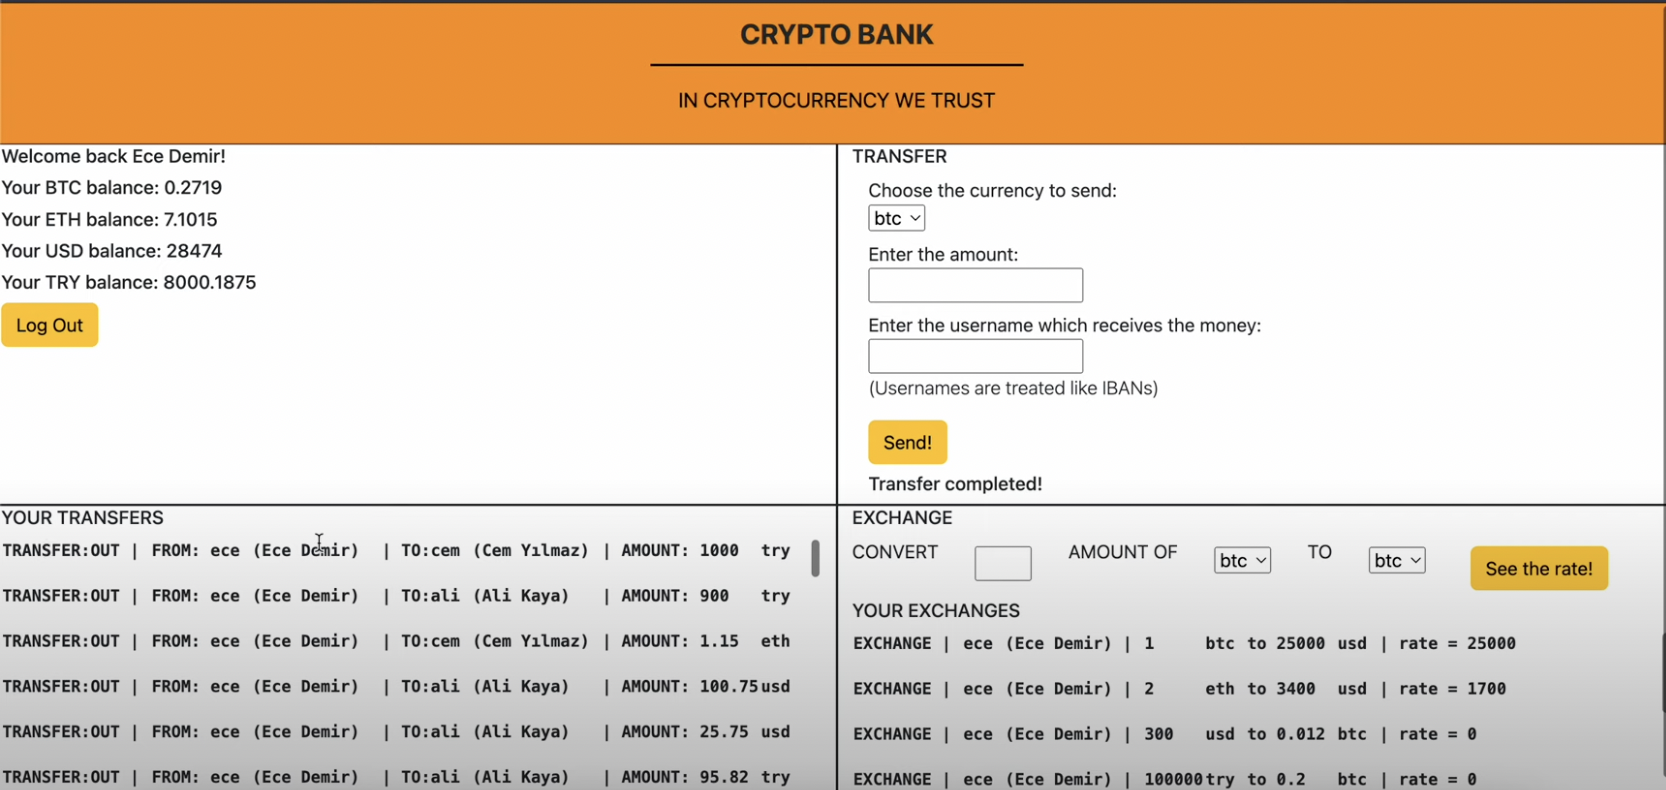 CRYPTO BANK
IN CRYPTOCURRENCY WE TRUST
Welcome back Ece Demir!
Your BTC balance: 0.2719
Your ETH balance: 7.1015
Your USD balance: 28474
Your TRY balance: 8000.1875
Log Out
TRANSFER
Choose the currency to send:
btc
Enter the amount:
Enter the username which receives the money:
(Usernames are treated like IBANs)
Send!
Transfer completed!
YOUR TRANSFERS
TRANSFER:OUT | FROM: ece (Ece Demir) | TO:cem (Cem Yılmaz) | AMOUNT: 1000 try
TRANSFER:OUT | FROM: ece (Ece Demir) | TO:ali (Ali Kaya) | AMOUNT: 900 try
TRANSFER:OUT | FROM: ece (Ece Demir) | TO:cem (Cem Yılmaz) | AMOUNT: 1.15 eth
TRANSFER:OUT | FROM: ece (Ece Demir) | TO:ali (Ali Kaya) | AMOUNT: 100.75 usd
TRANSFER:OUT | FROM: ece (Ece Demir) | TO:ali (Ali Kaya) | AMOUNT: 25.75 usd
TRANSFER:OUT | FROM: ece (Ece Demir) | TO:ali (Ali Kaya) | AMOUNT: 95.82 try
EXCHANGE
CONVERT AMOUNT OF btc TO btc See the rate!
YOUR EXCHANGES
EXCHANGE | ece (Ece Demir) | 1 btc to 25000 usd | rate = 25000
EXCHANGE | ece (Ece Demir) | 2 eth to 3400 usd | rate = 1700
EXCHANGE | ece (Ece Demir) | 300 usd to 0.012 btc | rate = 0
EXCHANGE | ece (Ece Demir) | 100000try to 0.2 btc | rate = 0